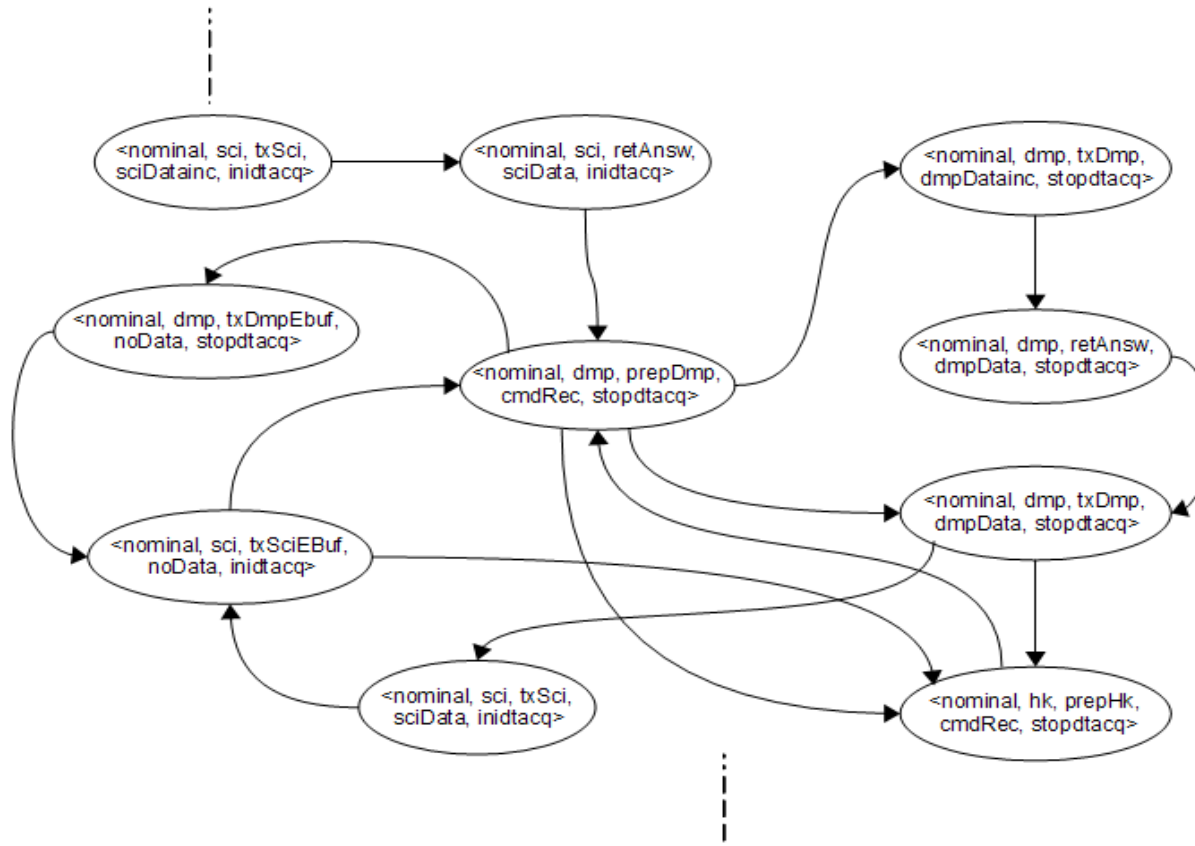 <nominal, sci, txSci,
sciDatainc, inidtacq>
<nominal, sci, retAnsw,
sciData, inidtacq>
<nominal, dmp, txDmp,
dmpDatainc, stopdtacq>
<nominal, dmp, txDmpEbuf,
noData, stopdtacq>
<nominal, dmp, retAnsw,
dmpData, stopdtacq>
<nominal, dmp, prepDmp,
cmdRec, stopdtacq>
<nominal, dmp, txDmp,
dmpData, stopdtacq>
<nominal, sci, txSciEBuf,
noData, inidtacq>
<nominal, sci, txSci,
sciData, inidtacq>
<nominal, hk, prepHk,
cmdRec, stopdtacq>